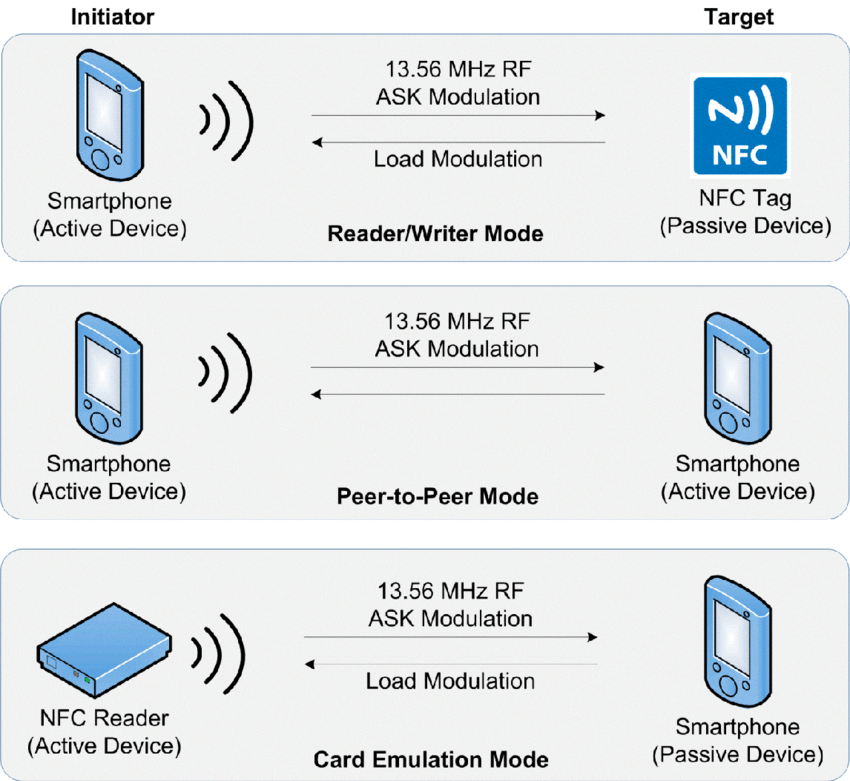 Initiator
Target
13.56 MHz RF
ASK Modulation
Load Modulation
NFC
Smartphone
(Active Device)
NFC Tag
(Passive Device)
Reader/Writer Mode
13.56 MHz RF
ASK Modulation
Smartphone
(Active Device)
Smartphone
(Active Device)
Peer-to-Peer Mode
13.56 MHz RF
ASK Modulation
Load Modulation
NFC Reader
(Active Device)
Smartphone
(Passive Device)
Card Emulation Mode